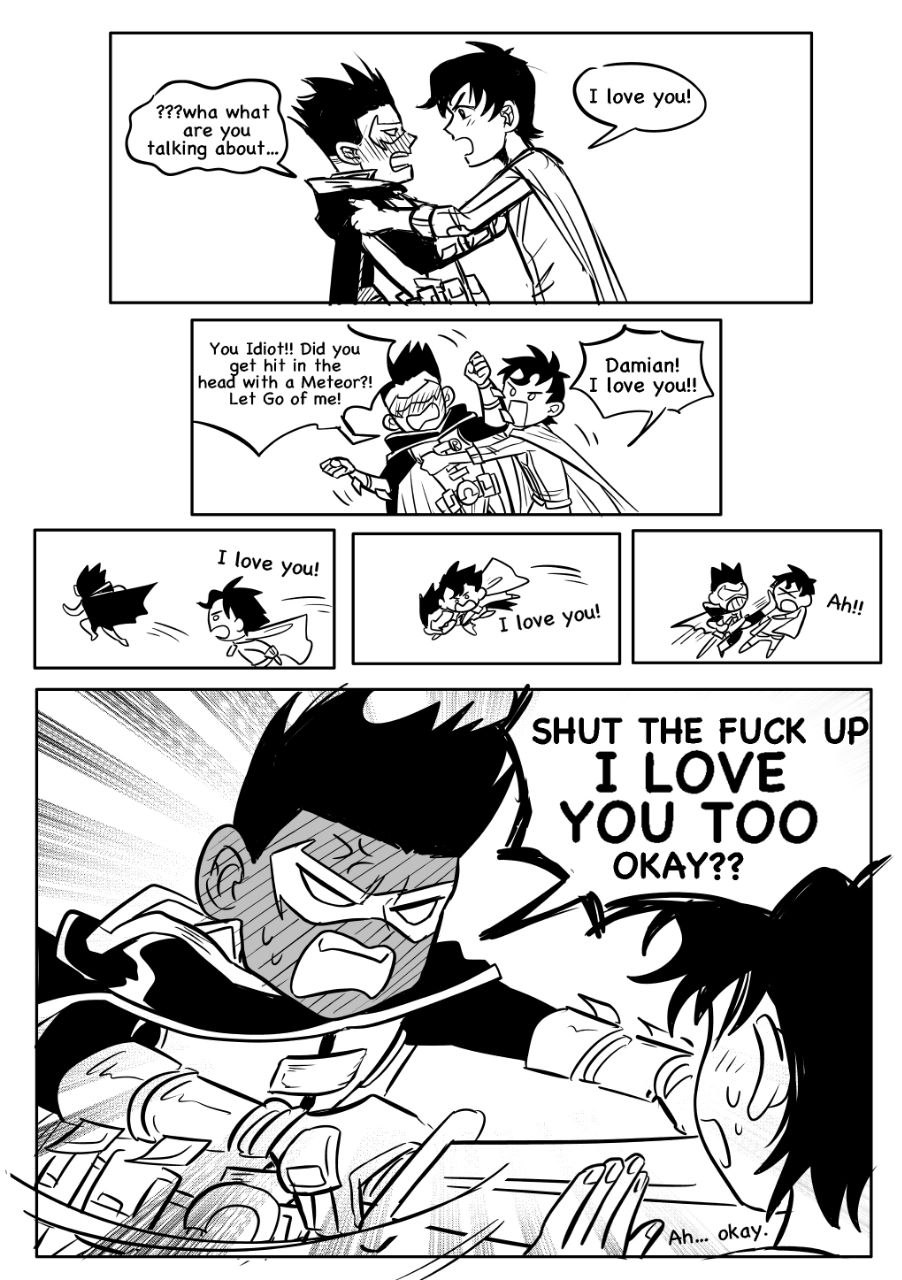 ???wha what
are you
talking about...
I love you!
You Idiot!! Did you
get hit in the
head with a Meteor?!
Let Go of me!
Damian!
I love you!!
I love you!
I love you!
Ah!!
SHUT THE FUCK UP
I LOVE
YOU TOO
OKAY??
Ah... okay.